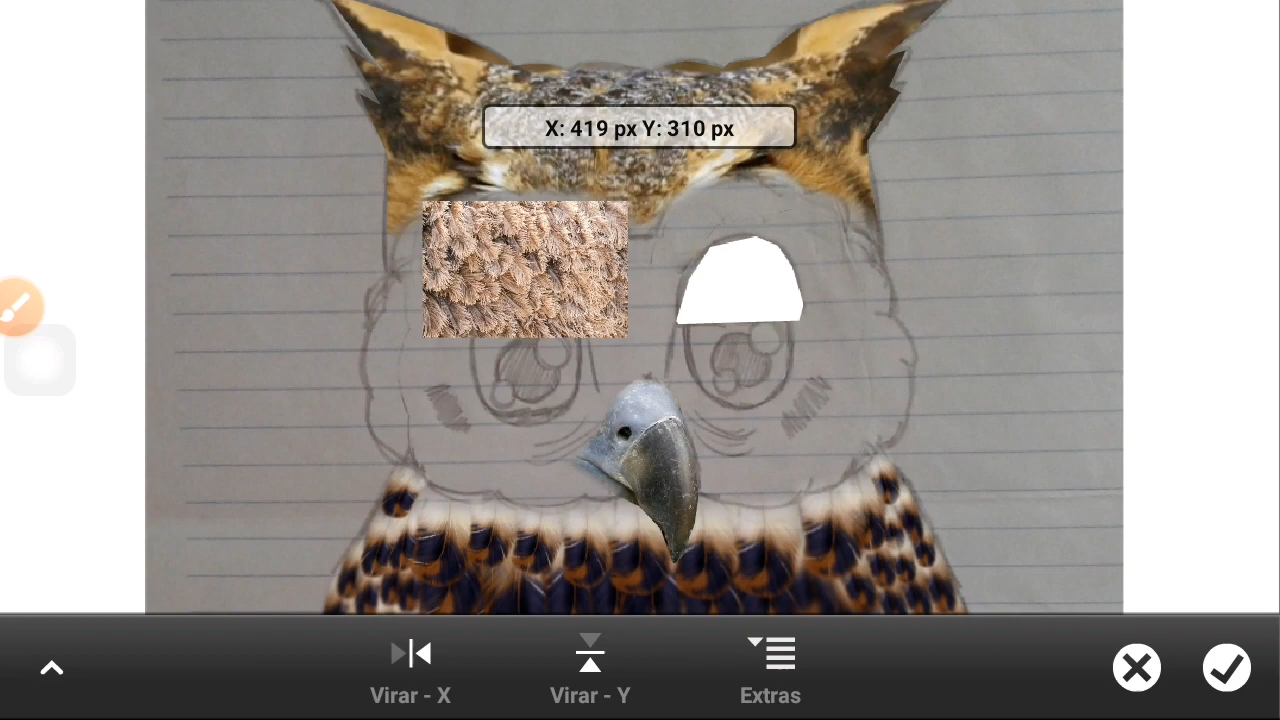 X: 419 px Y: 310 px
Virar - X
Virar - Y
Extras